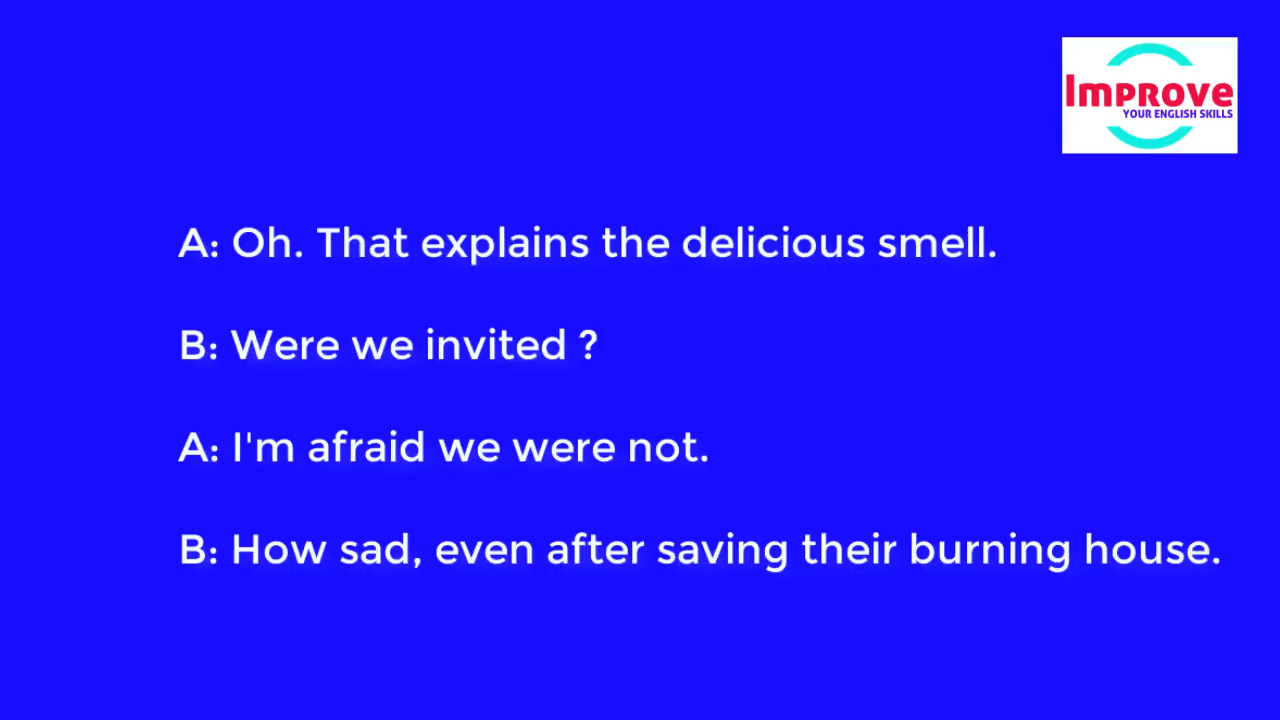 Improve
YOUR ENGLISH SKILLS
A: Oh. That explains the delicious smell.
B: Were we invited ?
A: I'm afraid we were not.
B: How sad, even after saving their burning house.